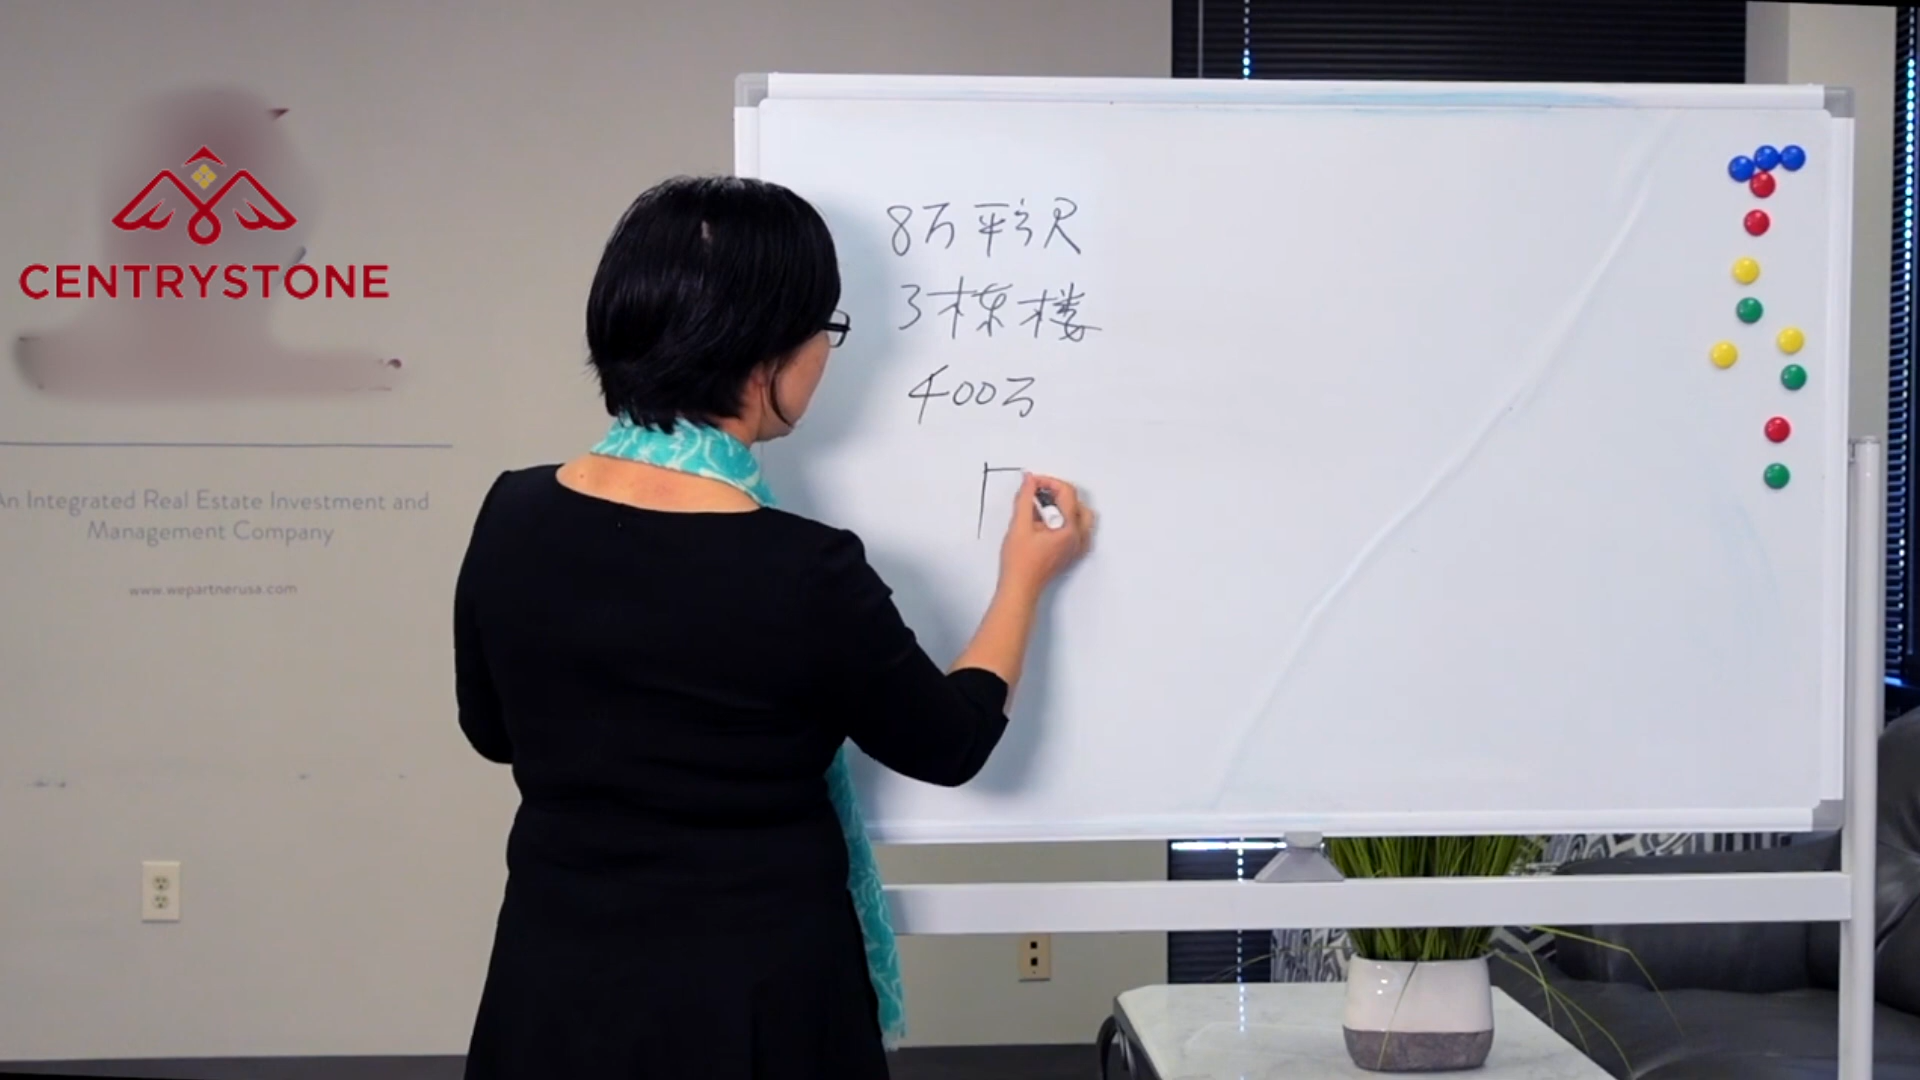 CENTRYSTONE
An Integrated Real Estate Investment and
Management Company
www.wepartnerusa.com
8万平方尺
3栋楼
400万